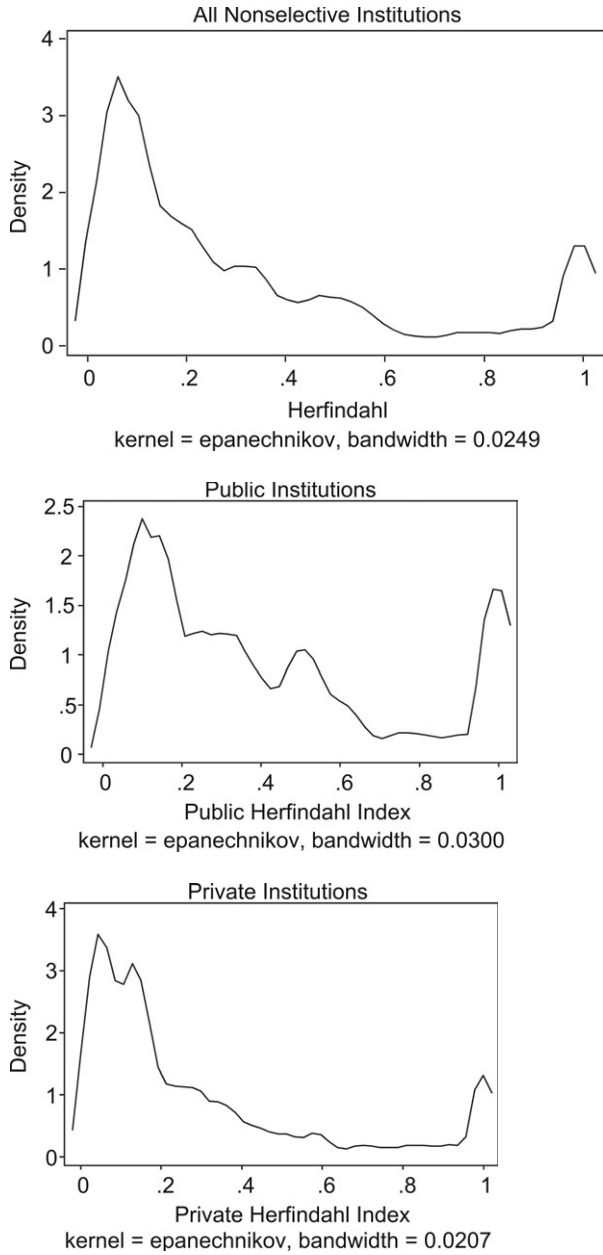 All Nonselective Institutions
4
3
2
1
0
Density
0 .2 .4 .6 .8 1
Herfindahl
kernel = epanechnikov, bandwidth = 0.0249
Public Institutions
2.5
2
1.5
1
.5
0
Density
0 .2 .4 .6 .8 1
Public Herfindahl Index
kernel = epanechnikov, bandwidth = 0.0300
Private Institutions
4
3
2
1
0
Density
0 .2 .4 .6 .8 1
Private Herfindahl Index
kernel = epanechnikov, bandwidth = 0.0207